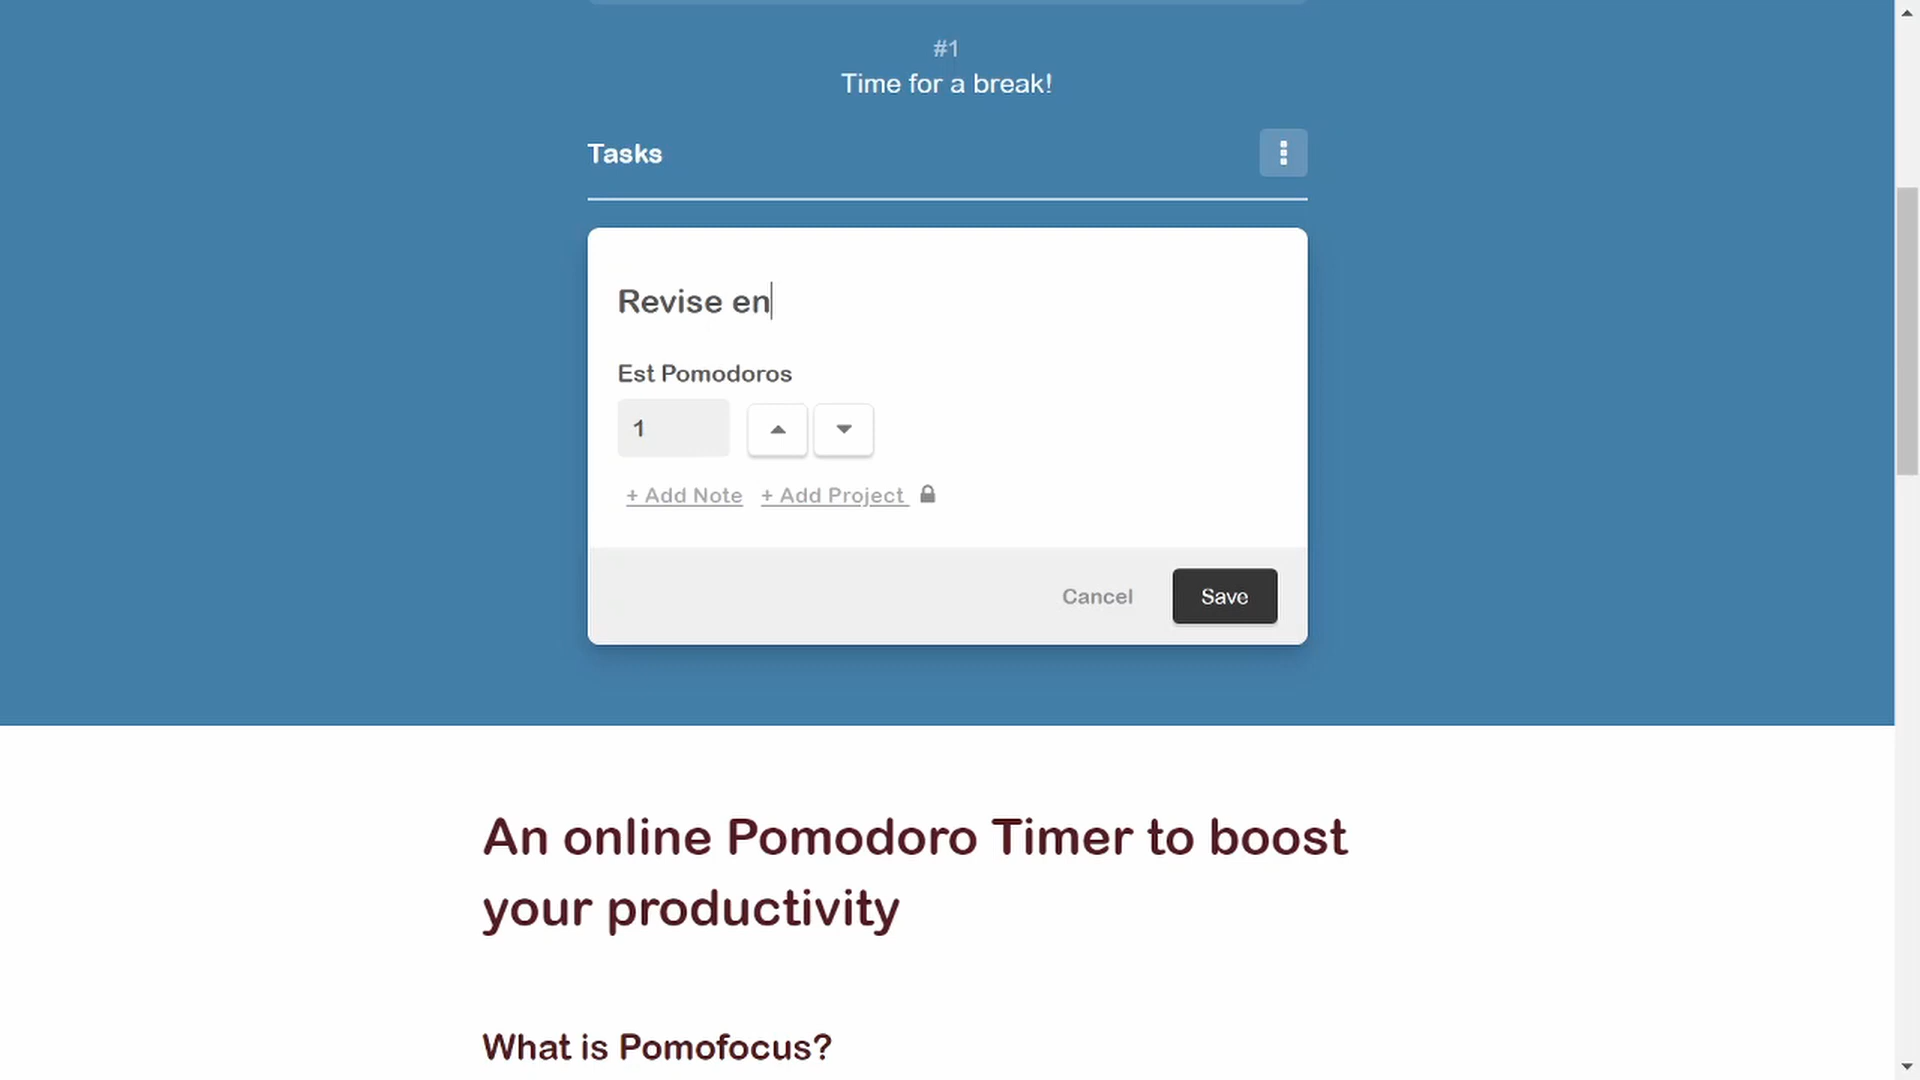 #1
Time for a break!
Tasks
Revise en
Est Pomodoros
1
+ Add Note + Add Project
Cancel Save
An online Pomodoro Timer to boost
your productivity
What is Pomofocus?